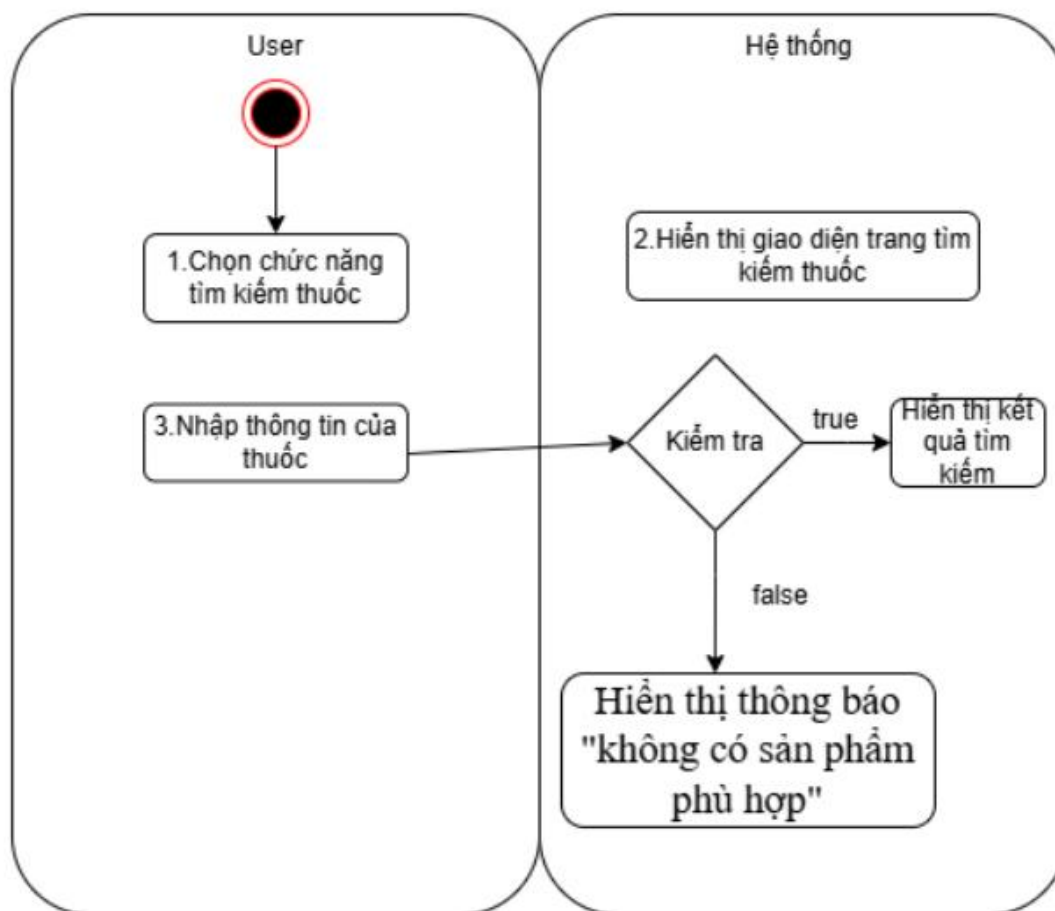 User
Hệ thống
1.Chọn chức năng
tìm kiếm thuốc
2.Hiển thị giao diện trang tìm
kiếm thuốc
3.Nhập thông tin của
thuốc
Kiểm tra
true
Hiển thị kết
quả tìm
kiếm
false
Hiển thị thông báo
"không có sản phẩm
phù hợp"